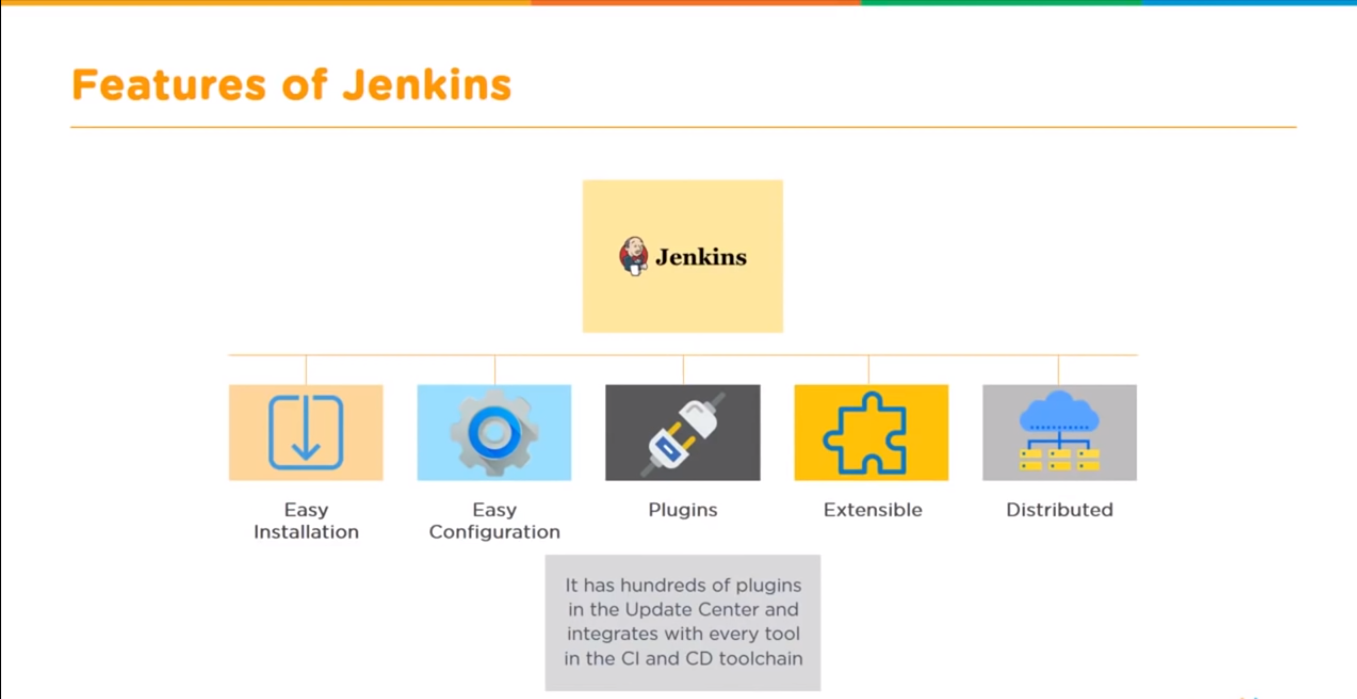 Features of Jenkins
Jenkins
Easy
Installation
Easy
Configuration
Plugins
Extensible
Distributed
It has hundreds of plugins
in the Update Center and
integrates with every tool
in the CI and CD toolchain